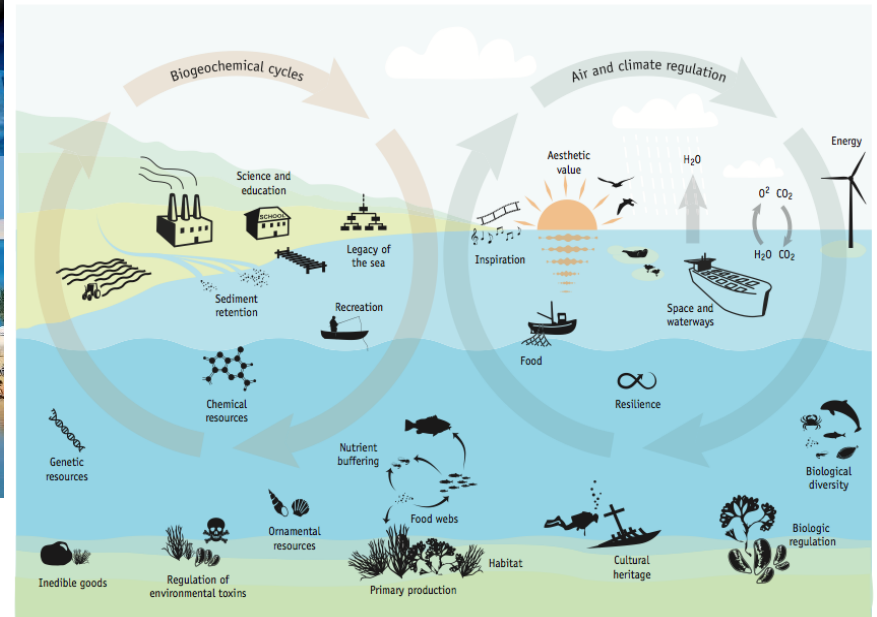 Biogeochemical cycles
Air and climate regulation
Energy
Aesthetic
value
H₂O
Science and
education
O² CO₂
SCHOOL
Legacy of
the sea
Inspiration
H₂O CO₂
Sediment
retention
Recreation
Space and
waterways
Food
Chemical
resources
Resilience
Genetic
resources
Nutrient
buffering
Biological
diversity
Food webs
Ornamental
resources
Biologic
regulation
Habitat
Cultural
heritage
Inedible goods
Regulation of
environmental toxins
Primary production